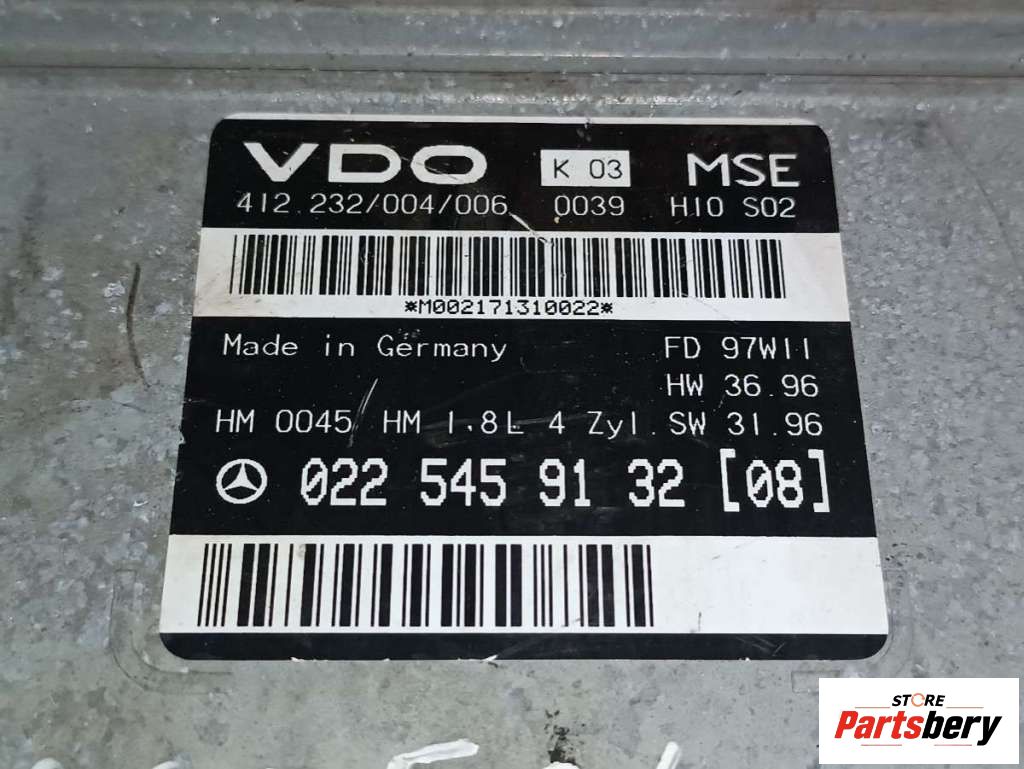 VDO K 03 MSE
412.232/004/006 0039 H10 S02
*M002171310022*
Made in Germany FD 97W11
HW 36.96
HM 0045 HM 1.8L 4 Zyl. SW 31.96
022 545 91 32 [08]
STORE
Partsbery